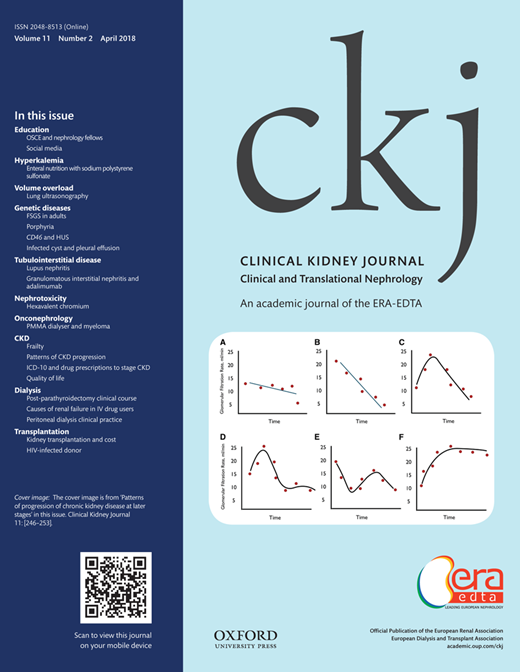 ISSN 2048-8513 (Online)
Volume 11 Number 2 April 2018
In this issue
Education
OSCE and nephrology fellows
Social media
Hyperkalemia
Enteral nutrition with sodium polystyrene
sulfonate
Volume overload
Lung ultrasonography
Genetic diseases
FSGS in adults
Porphyria
CD46 and HUS
Infected cyst and pleural effusion
Tubulointerstitial disease
Lupus nephritis
Granulomatous interstitial nephritis and
adalimumab
Nephrotoxicity
Hexavalent chromium
Onconephrology
PMMA dialyser and myeloma
CKD
Frailty
Patterns of CKD progression
ICD-10 and drug prescriptions to stage CKD
Quality of life
Dialysis
Post-parathyroidectomy clinical course
Causes of renal failure in IV drug users
Peritoneal dialysis clinical practice
Transplantation
Kidney transplantation and cost
HIV-infected donor
Cover image: The cover image is from 'Patterns
of progression of chronic kidney disease at later
stages' in this issue. Clinical Kidney Journal
11; [246–253].
Scan to view this journal
on your mobile device
ckj
CLINICAL KIDNEY JOURNAL
Clinical and Translational Nephrology
An academic journal of the ERA-EDTA
A
Glomerular Filtration Rate, ml/min
25
20
15
10
5
Time
B
25
20
15
10
5
Time
C
25
20
15
10
5
Time
D
Glomerular Filtration Rate, ml/min
25
20
15
10
5
Time
E
25
20
15
10
5
Time
F
25
20
15
10
5
Time
OXFORD
UNIVERSITY PRESS
era
edta
LEADING EUROPEAN NEPHROLOGY
Official Publication of the European Renal Association
European Dialysis and Transplant Association
academic.oup.com/ckj